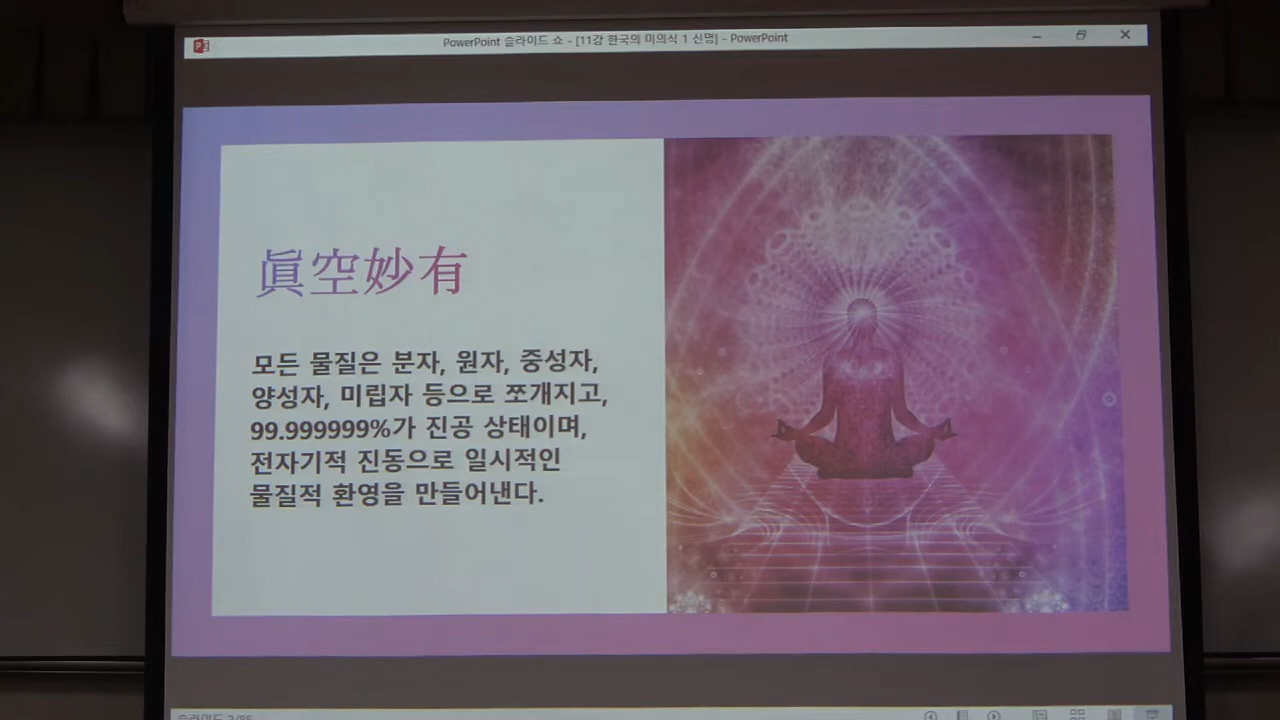 PowerPoint 슬라이드 쇼 - [11강 한국의 미의식 1 신명] - PowerPoint
眞空妙有
모든 물질은 분자, 원자, 중성자,
양성자, 미립자 등으로 쪼개지고,
99.999999%가 진공 상태이며,
전자기적 진동으로 일시적인
물질적 환영을 만들어낸다.
슬라이드